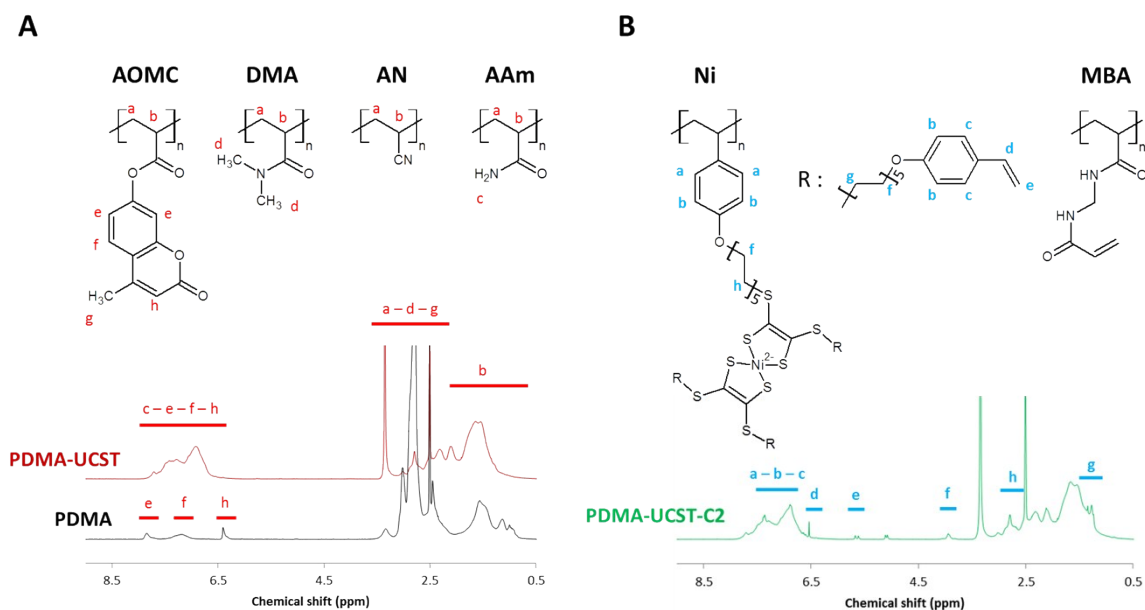 A
AOMC DMA AN AAm
a b n
O O
e e
f
O O
H3C
g h
a b n
d
H3C N O
CH3
d
a b n
CN
a b n
H2N O
c
a – d – g
b
c – e – f – h
PDMA-UCST
e f h
PDMA
8.5 6.5 4.5 2.5 0.5
Chemical shift (ppm)
B
Ni MBA
n
a a
b b
O
f
h
5
S
S
S R
S S
Ni2-
S S
R S
S
R
R :
b c
O d
g 5
f b c e
n
O
HN
HN
O
a – b – c
d e f h g
PDMA-UCST-C2
8.5 6.5 4.5 2.5 0.5
Chemical shift (ppm)